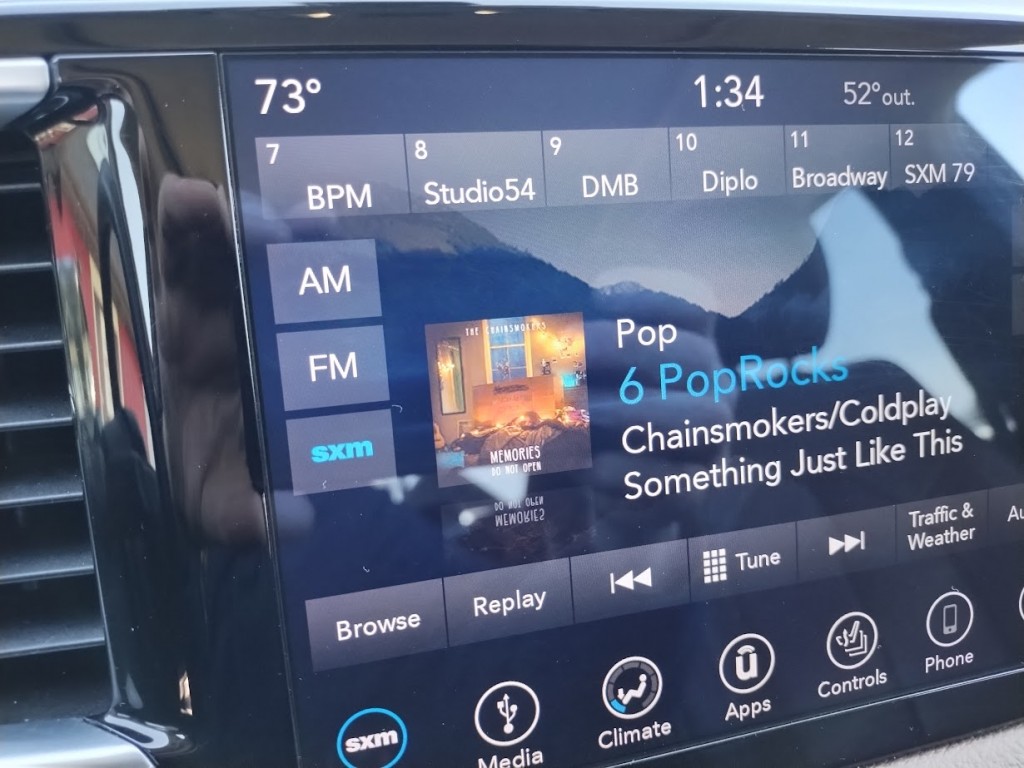 73° 1:34 52° out.
7 8 9 10 11 12
BPM Studio54 DMB Diplo Broadway SXM 79
AM
FM
sxm
THE CHAINSMOKERS
MEMORIES
DO NOT OPEN
Pop
6 PopRocks
Chainsmokers/Coldplay
Something Just Like This
Browse Replay Tune Traffic &
Weather
sxm Media Climate Apps Controls Phone